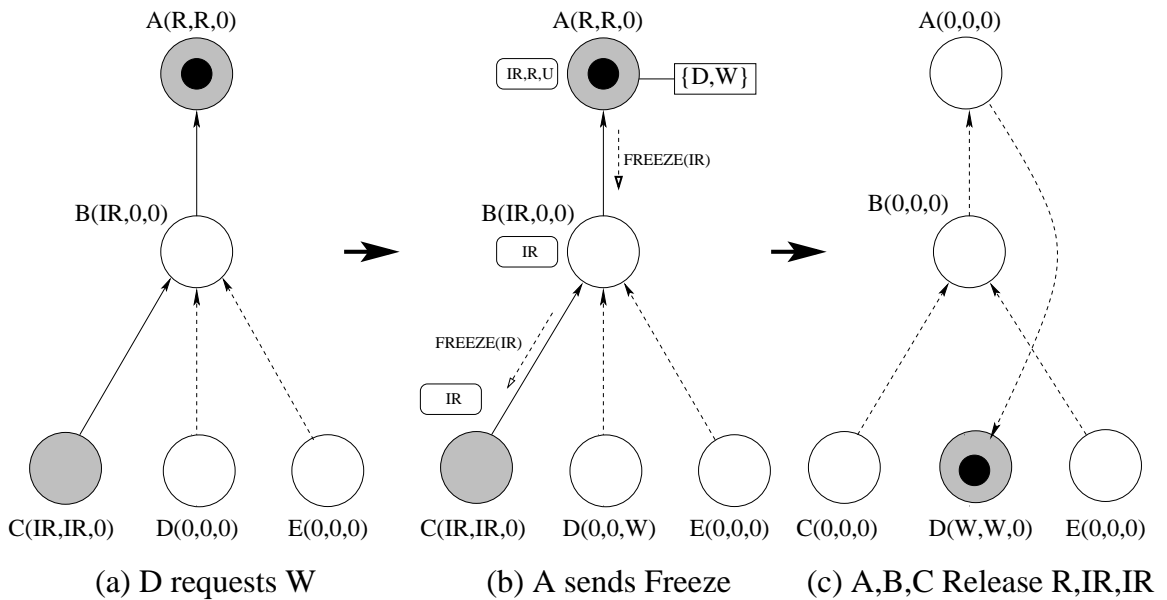 A(R,R,0)
B(IR,0,0)
C(IR,IR,0)
D(0,0,0)
E(0,0,0)
(a) D requests W
A(R,R,0)
IR,R,U
{D,W}
FREEZE(IR)
B(IR,0,0)
IR
FREEZE(IR)
IR
C(IR,IR,0)
D(0,0,W)
E(0,0,0)
(b) A sends Freeze
A(0,0,0)
B(0,0,0)
C(0,0,0)
D(W,W,0)
E(0,0,0)
(c) A,B,C Release R,IR,IR